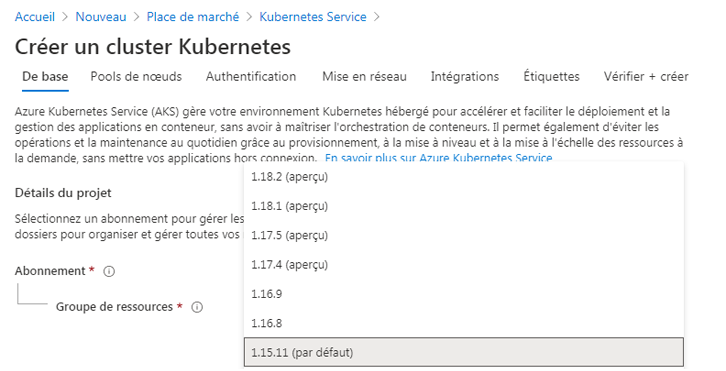 Accueil > Nouveau > Place de marché > Kubernetes Service >
Créer un cluster Kubernetes
De base Pools de nœuds Authentification Mise en réseau Intégrations Étiquettes Vérifier + créer
Azure Kubernetes Service (AKS) gère votre environnement Kubernetes hébergé pour accélérer et faciliter le déploiement et la
gestion des applications en conteneur, sans avoir à maîtriser l'orchestration de conteneurs. Il permet également d'éviter les
opérations et la maintenance au quotidien grâce au provisionnement, à la mise à niveau et à la mise à l'échelle des ressources à
la demande, sans mettre vos applications hors connexion. En savoir plus sur Azure Kubernetes Service
1.18.2 (aperçu)
Détails du projet
1.18.1 (aperçu)
Sélectionnez un abonnement pour gérer les
dossiers pour organiser et gérer toutes vos
1.17.5 (aperçu)
1.17.4 (aperçu)
Abonnement * 
1.16.9
Groupe de ressources *
1.16.8
1.15.11 (par défaut)